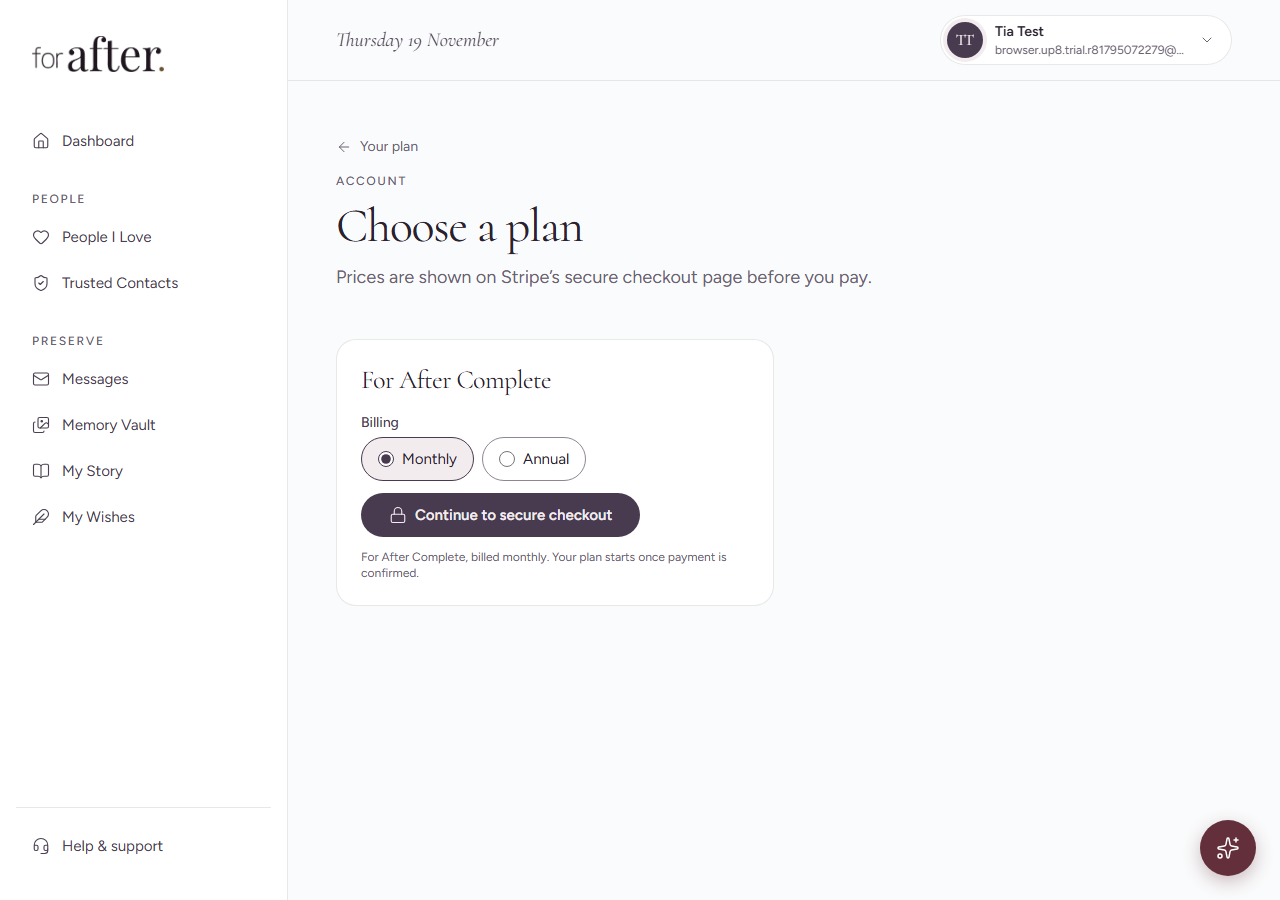 for after.
Dashboard
PEOPLE
People I Love
Trusted Contacts
PRESERVE
Messages
Memory Vault
My Story
My Wishes
Help & support
Thursday 19 November
TT
Tia Test
browser.up8.trial.r81795072279@...
Your plan
ACCOUNT
Choose a plan
Prices are shown on Stripe’s secure checkout page before you pay.
For After Complete
Billing
Monthly
Annual
Continue to secure checkout
For After Complete, billed monthly. Your plan starts once payment is
confirmed.